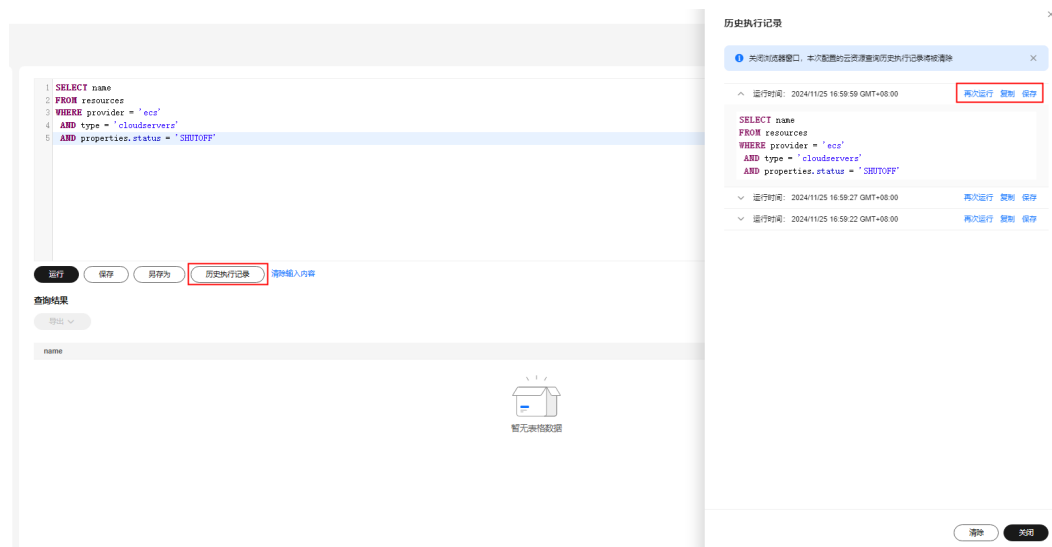 1 SELECT name
2 FROM resources
3 WHERE provider = 'ecs'
4 AND type = 'cloudservers'
5 AND properties.status = 'SHUTOFF'
运行 保存 另存为 历史执行记录 清除输入内容
查询结果
导出
name
暂无表格数据
历史执行记录
关闭浏览器窗口，本次配置的云资源查询历史执行记录将被清除
运行时间： 2024/11/25 16:59:59 GMT+08:00 再次运行 复制 保存
SELECT name
FROM resources
WHERE provider = 'ecs'
AND type = 'cloudservers'
AND properties.status = 'SHUTOFF'
运行时间： 2024/11/25 16:59:27 GMT+08:00 再次运行 复制 保存
运行时间： 2024/11/25 16:59:22 GMT+08:00 再次运行 复制 保存
清除 关闭